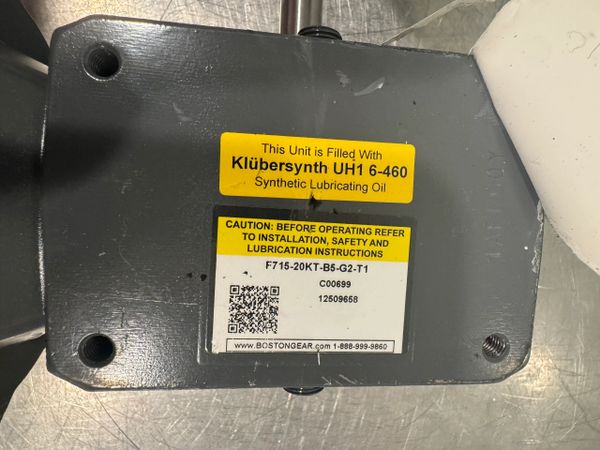 This Unit is Filled With
Klübersynth UH1 6-460
Synthetic Lubricating Oil
CAUTION: BEFORE OPERATING REFER
TO INSTALLATION, SAFETY AND
LUBRICATION INSTRUCTIONS
F715-20KT-B5-G2-T1
C00699
12509658
www.BOSTONGEAR.com 1-888-999-9860